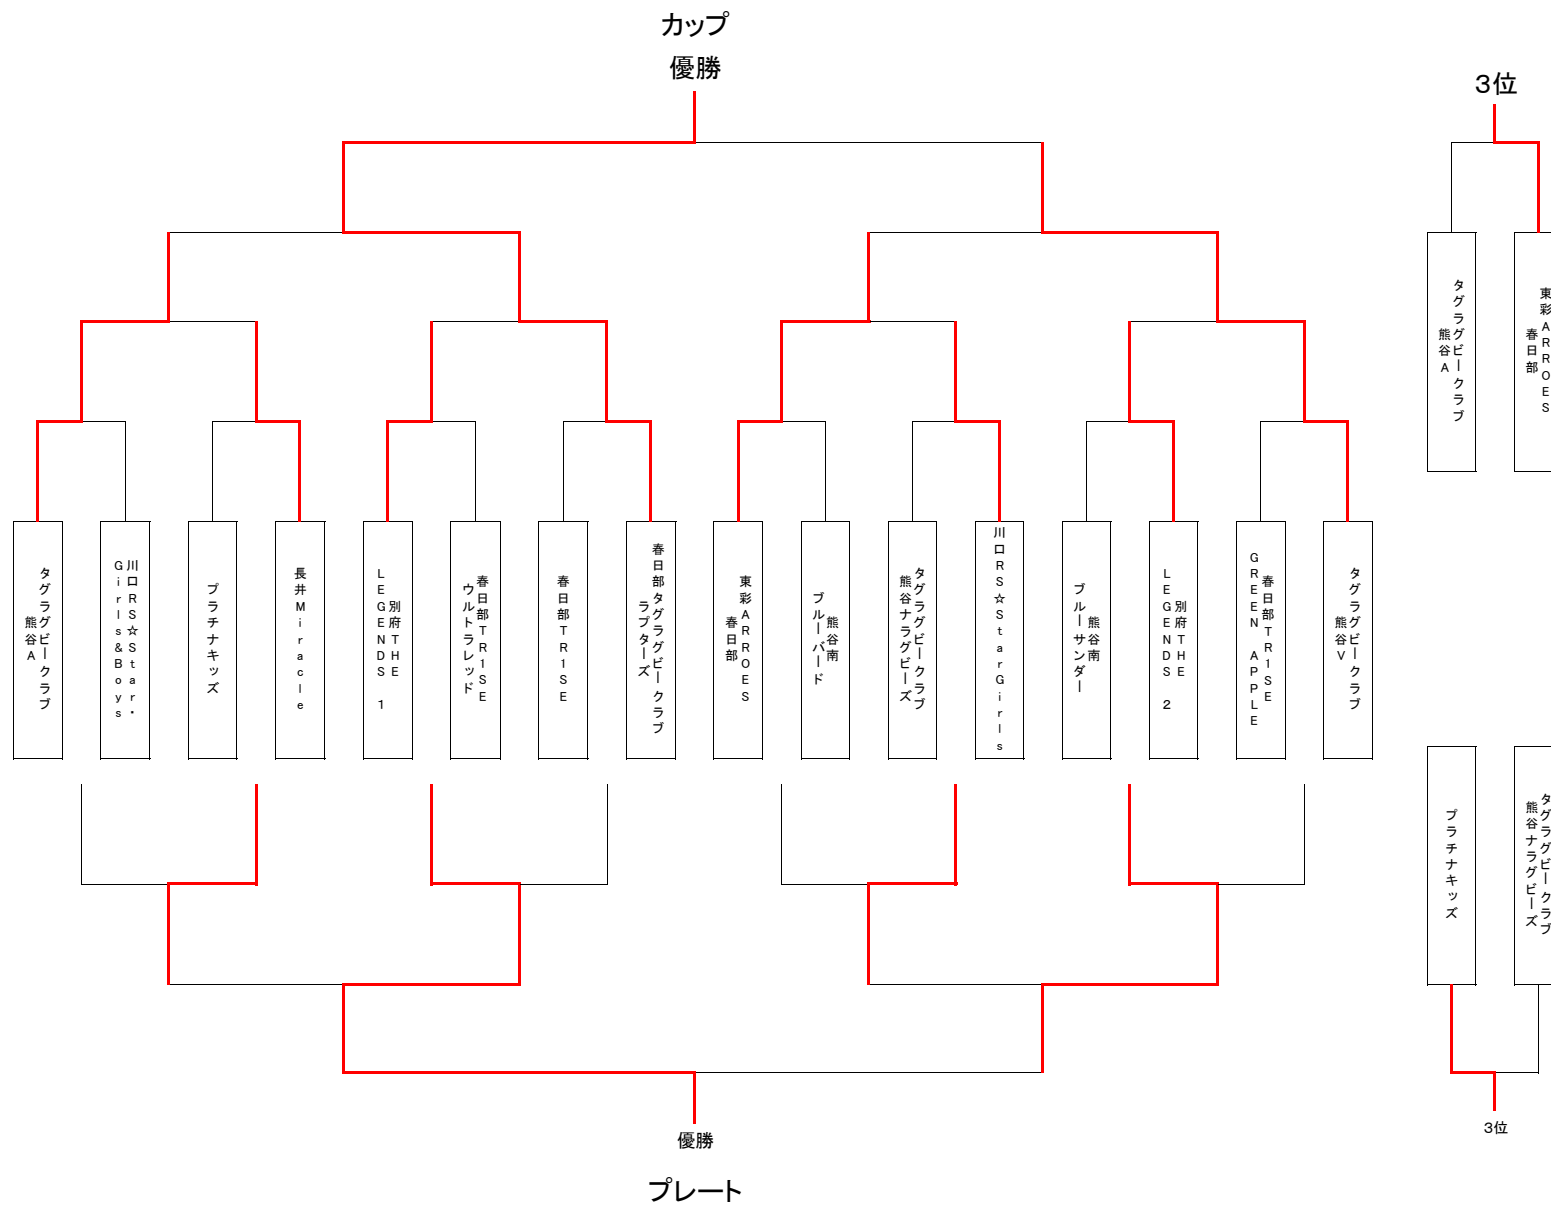 カップ
優勝
3位
タグラグビークラブ
熊谷A
東彩ARROES
春日部
タグラグビークラブ
熊谷A
川口RS☆Star・
Girls&Boys
プラチナキッズ
長井Miracle
別府THE
LEGENDS 1
春日部TR1SE
ウルトラレッド
春日部TR1SE
春日部タグラグビークラブ
ラプターズ
東彩ARROES
春日部
熊谷南
ブルーバード
タグラグビークラブ
熊谷ナラグビーズ
川口RS☆StarGirls
熊谷南
ブルーサンダー
別府THE
LEGENDS 2
春日部TR1SE
GREEN APPLE
タグラグビークラブ
熊谷V
プラチナキッズ
タグラグビークラブ
熊谷ナラグビーズ
優勝
3位
プレート